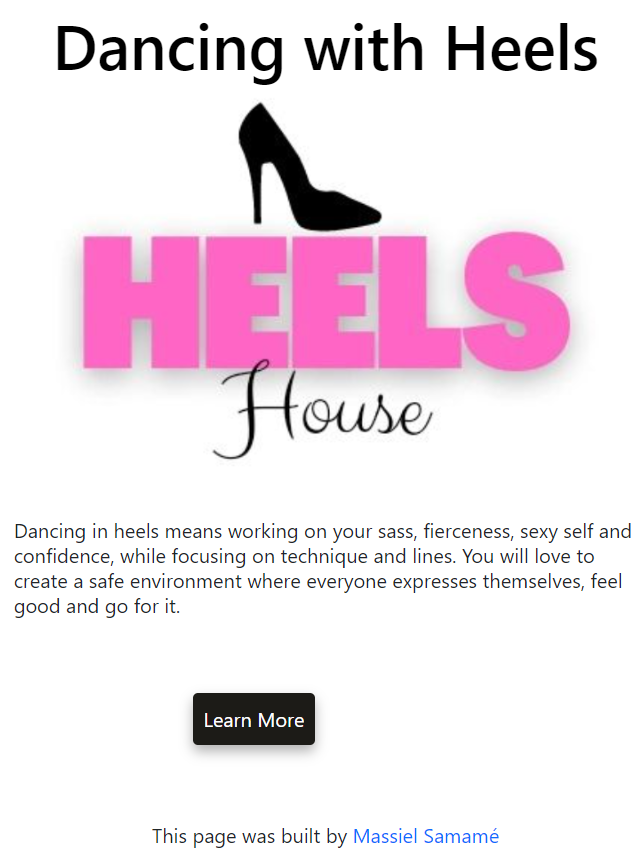 Dancing with Heels
HEELS
House
Dancing in heels means working on your sass, fierceness, sexy self and
confidence, while focusing on technique and lines. You will love to
create a safe environment where everyone expresses themselves, feel
good and go for it.
Learn More
This page was built by Massiel Samamé